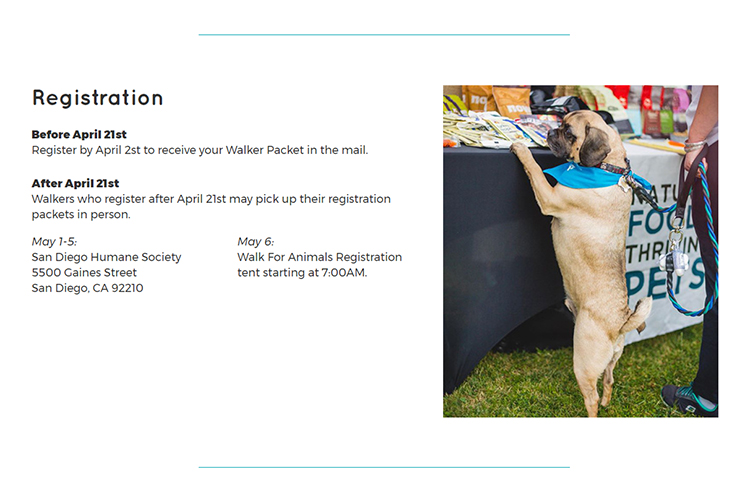 Registration
Before April 21st
Register by April 2st to receive your Walker Packet in the mail.
After April 21st
Walkers who register after April 21st may pick up their registration
packets in person.
May 1-5:
San Diego Humane Society
5500 Gaines Street
San Diego, CA 92210
May 6:
Walk For Animals Registration
tent starting at 7:00AM.
now
NATUR
FOOD
THRIVING
PETS